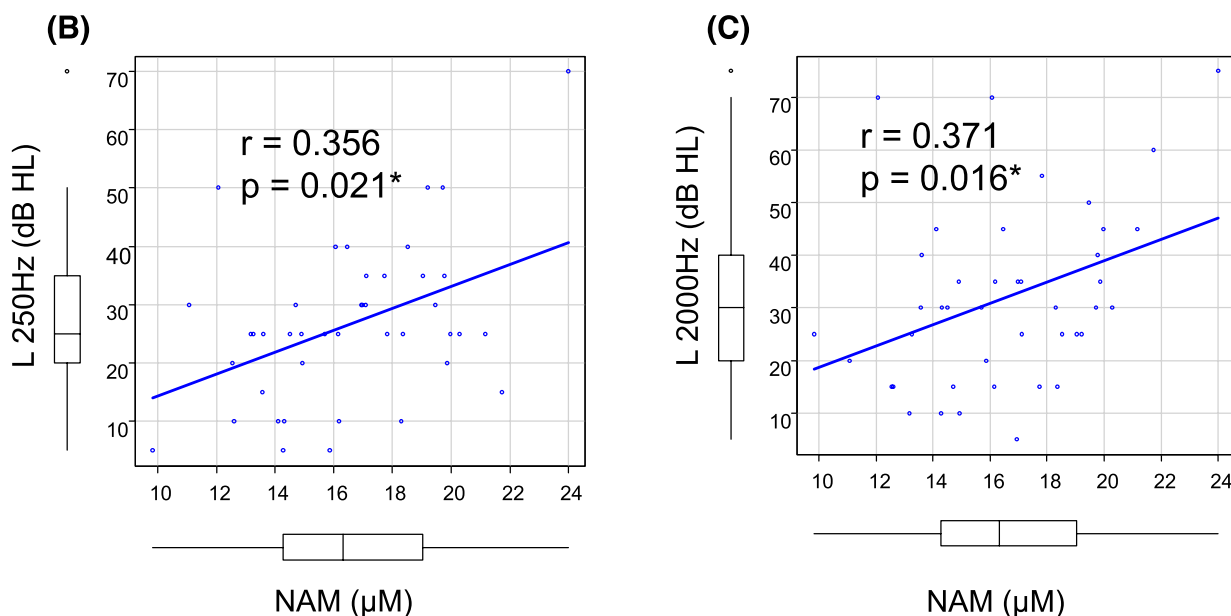 (B)
L 250Hz (dB HL)
70
60
50
40
30
20
10
r = 0.356
p = 0.021*
10 12 14 16 18 20 22 24
NAM (µM)
(C)
L 2000Hz (dB HL)
70
60
50
40
30
20
10
r = 0.371
p = 0.016*
10 12 14 16 18 20 22 24
NAM (µM)